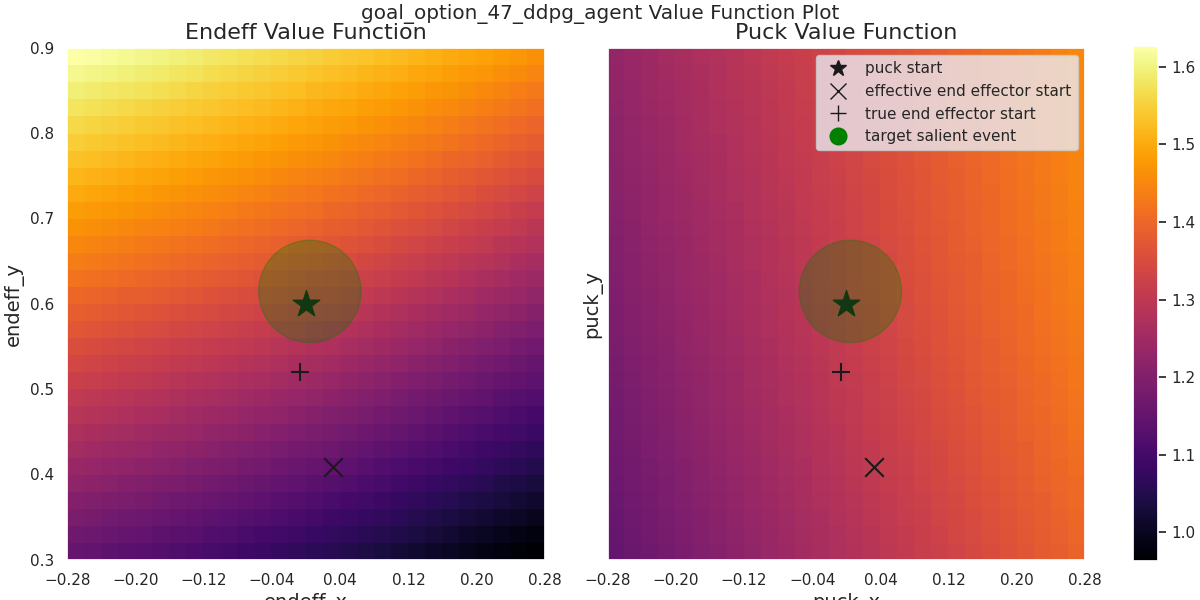 goal_option_47_ddpg_agent Value Function Plot
Endeff Value Function
Puck Value Function
endeff_y
0.9
0.8
0.7
0.6
0.5
0.4
0.3
−0.28 −0.20 −0.12 −0.04 0.04 0.12 0.20 0.28
endeff_x
puck_y
puck start
effective end effector start
true end effector start
target salient event
−0.28 −0.20 −0.12 −0.04 0.04 0.12 0.20 0.28
puck_x
1.6
1.5
1.4
1.3
1.2
1.1
1.0